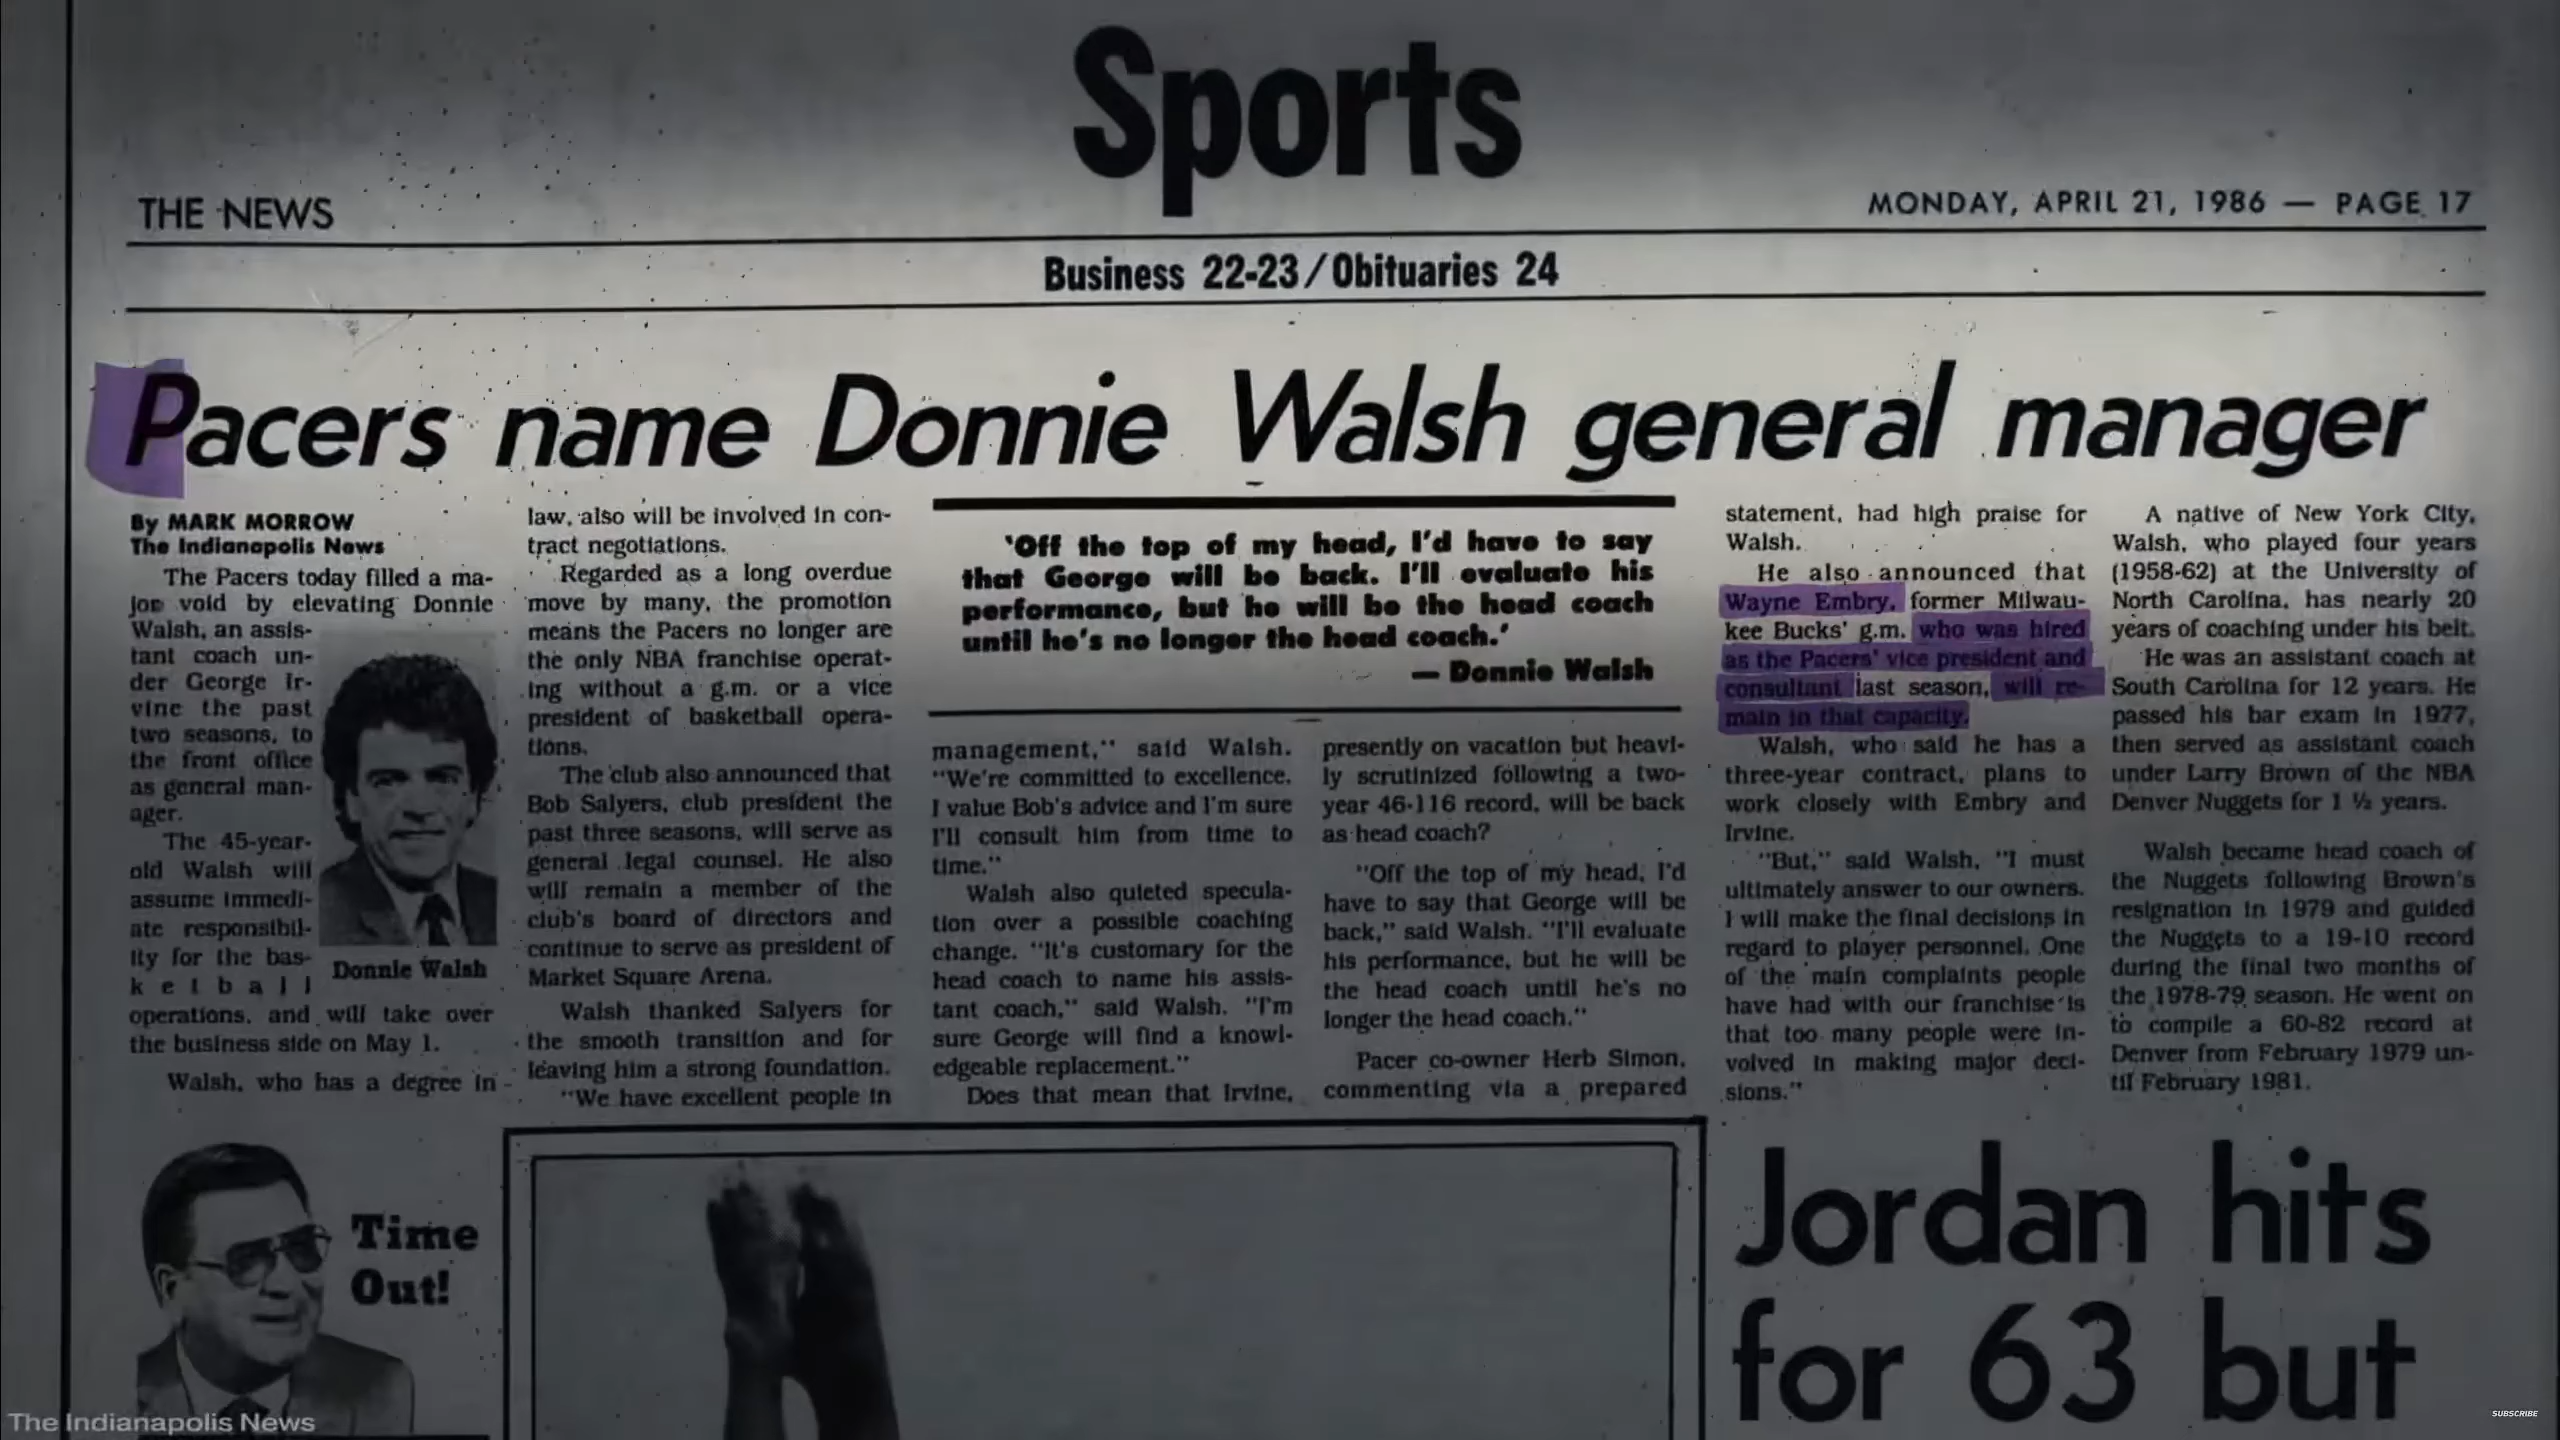 Sports
THE NEWS
MONDAY, APRIL 21, 1986 — PAGE 17
Business 22-23/Obituaries 24
Pacers name Donnie Walsh general manager
By MARK MORROW
The Indianapolis News
The Pacers today filled a ma-
jor void by elevating Donnie
Walsh, an assis-
tant coach un-
der George Ir-
vine the past
two seasons, to
the front office
as general man-
ager.
The 45-year-
old Walsh will
assume immedi-
ate responsibil-
ity for the bas-
k e t b a l l
operations, and will take over
the business side on May 1.
Walsh, who has a degree in
Donnie Walsh
law, also will be involved in con-
tract negotiations.
Regarded as a long overdue
move by many, the promotion
means the Pacers no longer are
the only NBA franchise operat-
ing without a g.m. or a vice
president of basketball opera-
tions.
The club also announced that
Bob Salyers, club president the
past three seasons, will serve as
general legal counsel. He also
will remain a member of the
club's board of directors and
continue to serve as president of
Market Square Arena.
Walsh thanked Salyers for
the smooth transition and for
leaving him a strong foundation.
"We have excellent people in
'Off the top of my head, I'd have to say
that George will be back. I'll evaluate his
performance, but he will be the head coach
until he's no longer the head coach.'
— Donnie Walsh
management," said Walsh.
"We're committed to excellence.
I value Bob's advice and I'm sure
I'll consult him from time to
time."
Walsh also quieted specula-
tion over a possible coaching
change. "It's customary for the
head coach to name his assis-
tant coach," said Walsh. "I'm
sure George will find a knowl-
edgeable replacement."
Does that mean that Irvine,
presently on vacation but heavi-
ly scrutinized following a two-
year 46-116 record, will be back
as head coach?
"Off the top of my head, I'd
have to say that George will be
back," said Walsh. "I'll evaluate
his performance, but he will be
the head coach until he's no
longer the head coach."
Pacer co-owner Herb Simon,
commenting via a prepared
statement, had high praise for
Walsh.
He also announced that
Wayne Embry, former Milwau-
kee Bucks' g.m. who was hired
as the Pacers' vice president and
consultant last season, will re-
main in that capacity.
Walsh, who said he has a
three-year contract, plans to
work closely with Embry and
Irvine.
"But," said Walsh, "I must
ultimately answer to our owners.
I will make the final decisions in
regard to player personnel. One
of the main complaints people
have had with our franchise is
that too many people were in-
volved in making major deci-
sions."
A native of New York City,
Walsh, who played four years
(1958-62) at the University of
North Carolina, has nearly 20
years of coaching under his belt.
He was an assistant coach at
South Carolina for 12 years. He
passed his bar exam in 1977,
then served as assistant coach
under Larry Brown of the NBA
Denver Nuggets for 1 ½ years.
Walsh became head coach of
the Nuggets following Brown's
resignation in 1979 and guided
the Nuggets to a 19-10 record
during the final two months of
the 1978-79 season. He went on
to compile a 60-82 record at
Denver from February 1979 un-
til February 1981.
Time
Out!
Jordan hits
for 63 but
The Indianapolis News
SUBSCRIBE